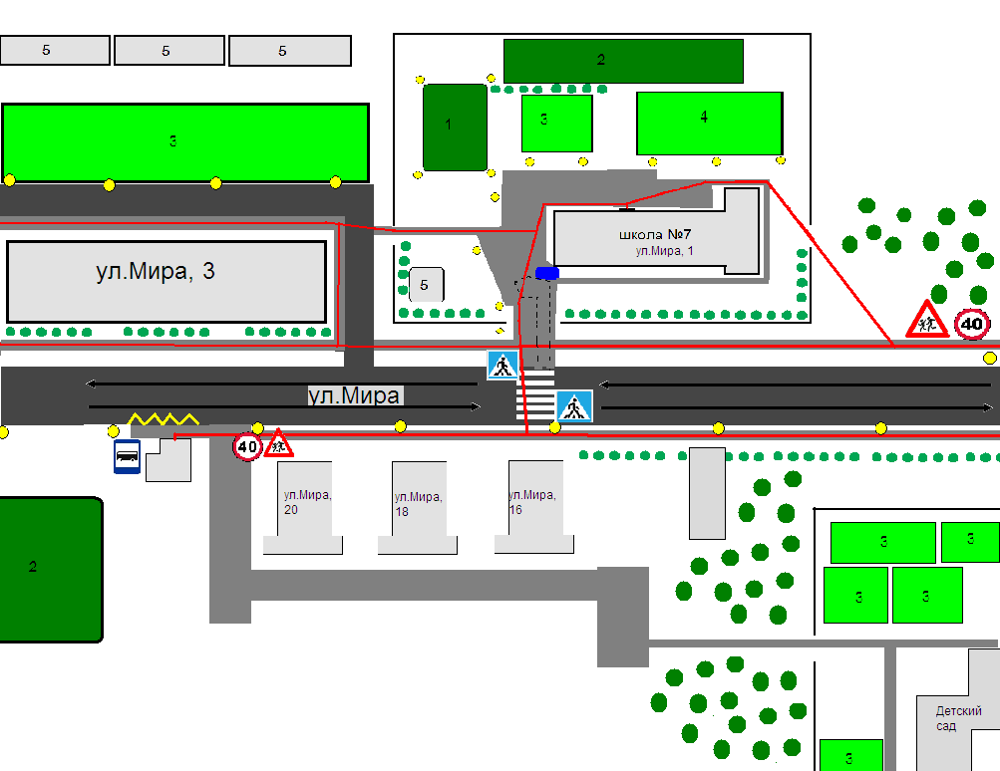 5
5
5
2
1
3
4
3
школа №7
ул.Мира, 1
ул.Мира, 3
5
40
ул.Мира
40
ул.Мира,
20
ул.Мира,
18
ул.Мира,
16
2
3
3
3
3
Детский
сад
3